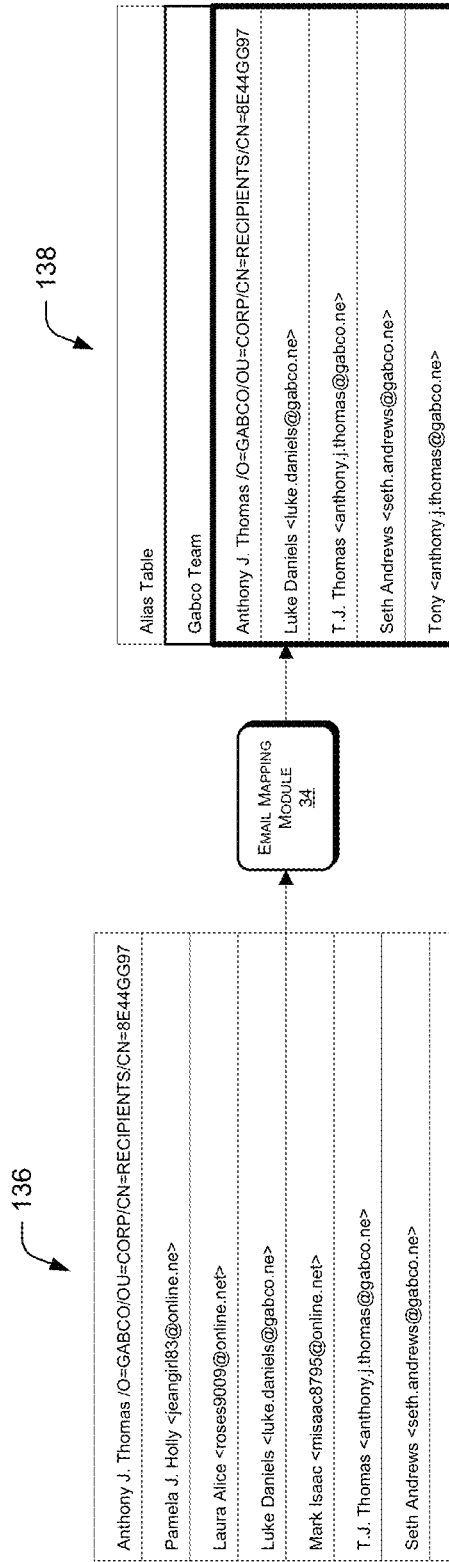 136
Anthony J. Thomas /O=GABCO/OU=CORP/CN=RECIPIENTS/CN=8E44GG97
Pamela J. Holly <jeangirl83@online.ne>
Laura Alice <roses9009@online.net>
Luke Daniels <luke.daniels@gabco.ne>
Mark Isaac <misaac8795@online.net>
T.J. Thomas <anthony.j.thomas@gabco.ne>
Seth Andrews <seth.andrews@gabco.ne>
EMAIL MAPPING
MODULE
34
138
Alias Table
Gabco Team
Anthony J. Thomas /O=GABCO/OU=CORP/CN=RECIPIENTS/CN=8E44GG97
Luke Daniels <luke.daniels@gabco.ne>
T.J. Thomas <anthony.j.thomas@gabco.ne>
Seth Andrews <seth.andrews@gabco.ne>
Tony <anthony.j.thomas@gabco.ne>